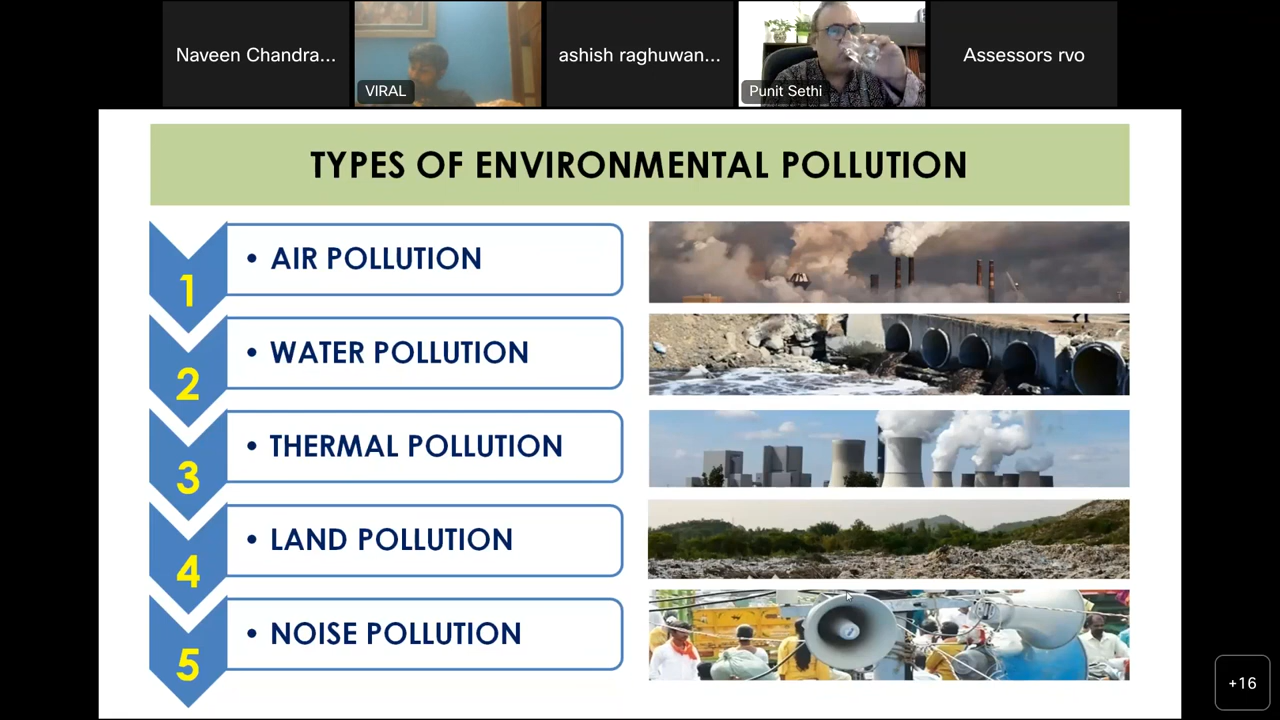 Naveen Chandra...
VIRAL
ashish raghuwan...
Punit Sethi
Assessors rvo
TYPES OF ENVIRONMENTAL POLLUTION
1
• AIR POLLUTION
2
• WATER POLLUTION
3
• THERMAL POLLUTION
4
• LAND POLLUTION
5
• NOISE POLLUTION
+16